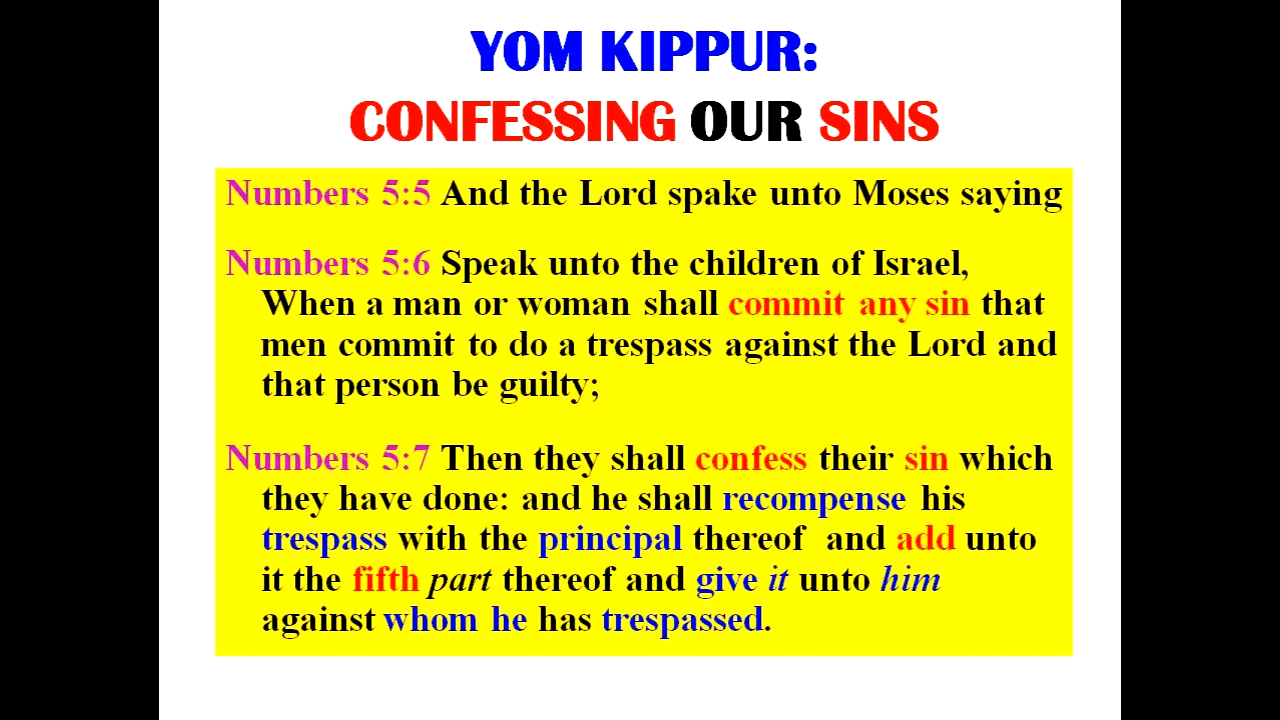 YOM KIPPUR:
CONFESSING OUR SINS
Numbers 5:5 And the Lord spake unto Moses saying
Numbers 5:6 Speak unto the children of Israel,
When a man or woman shall commit any sin that
men commit to do a trespass against the Lord and
that person be guilty;
Numbers 5:7 Then they shall confess their sin which
they have done: and he shall recompense his
trespass with the principal thereof and add unto
it the fifth part thereof and give it unto him
against whom he has trespassed.